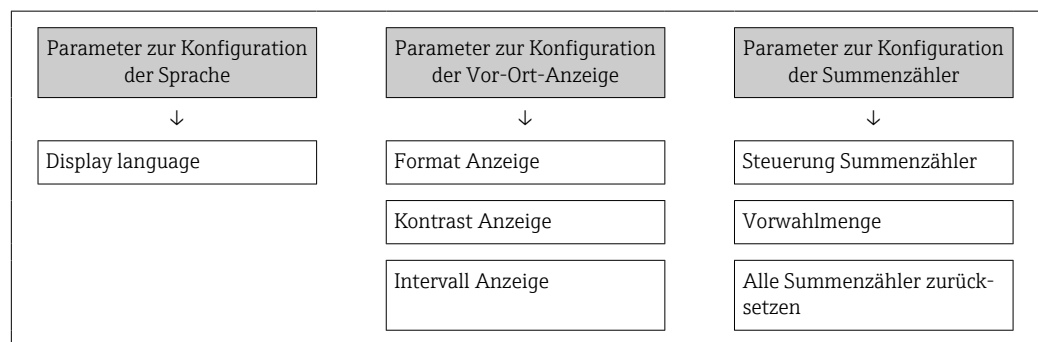 Parameter zur Konfiguration
der Sprache
↓
Display language
Parameter zur Konfiguration
der Vor-Ort-Anzeige
↓
Format Anzeige
Kontrast Anzeige
Intervall Anzeige
Parameter zur Konfiguration
der Summenzähler
↓
Steuerung Summenzähler
Vorwahlmenge
Alle Summenzähler zurück-
setzen